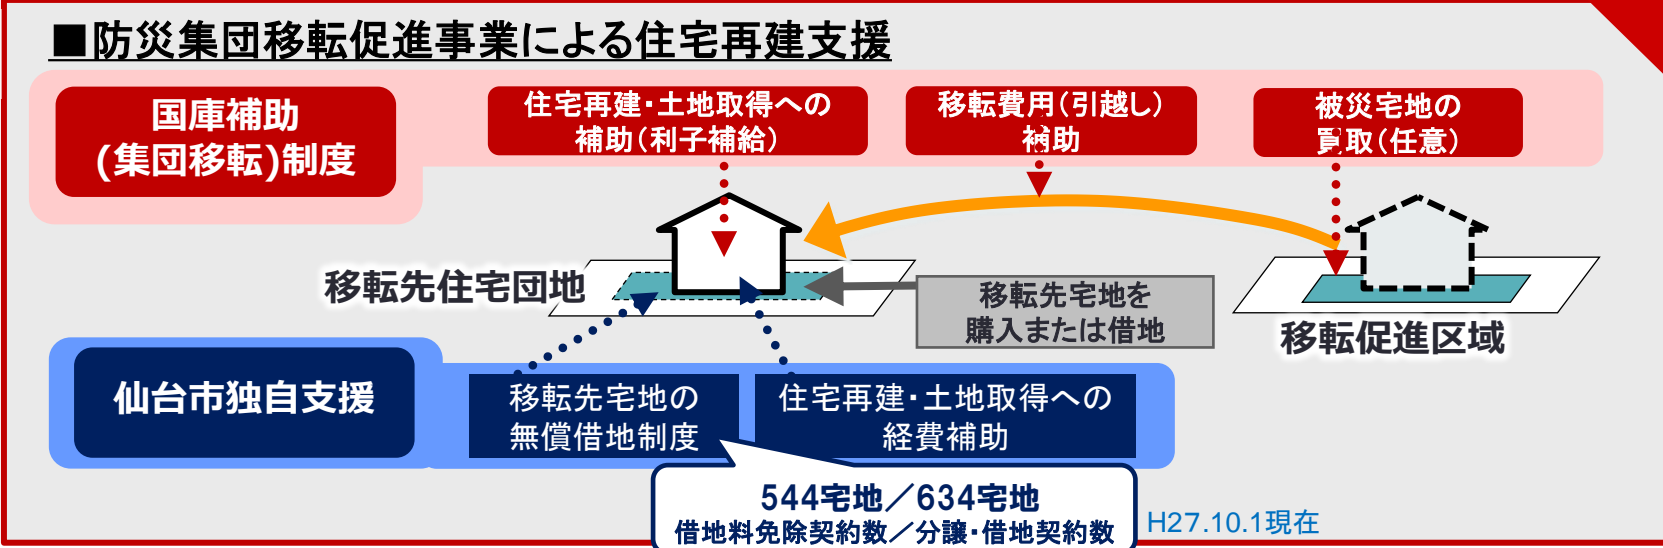 ■防災集団移転促進事業による住宅再建支援
国庫補助
(集団移転)制度
住宅再建・土地取得への
補助(利子補給)
移転費用(引越し)
補助
被災宅地の
買取(任意)
移転先住宅団地
移転先宅地を
購入または借地
移転促進区域
仙台市独自支援
移転先宅地の
無償借地制度
住宅再建・土地取得への
経費補助
544宅地／634宅地
借地料免除契約数／分譲・借地契約数
H27.10.1現在